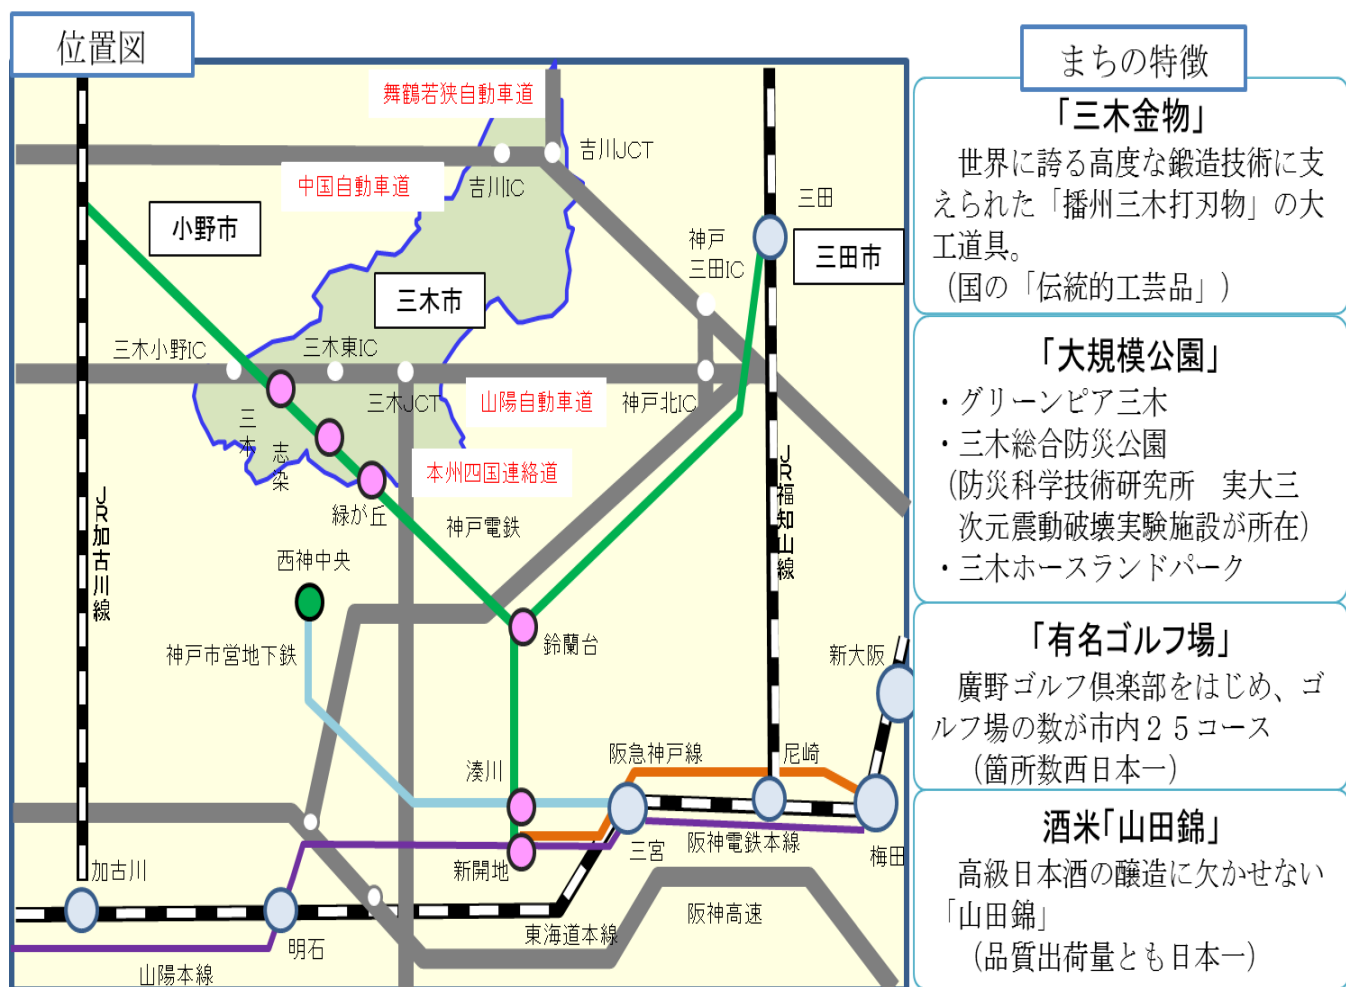 位置図
舞鶴若狭自動車道
吉川JCT
中国自動車道
吉川IC
小野市
三田
神戸
三田IC
三田市
三木市
三木小野IC
三木東IC
三木JCT
山陽自動車道
神戸北IC
三木
志染
本州四国連絡道
緑が丘
神戸電鉄
JR加古川線
JR福知山線
西神中央
神戸市営地下鉄
鈴蘭台
新大阪
湊川
阪急神戸線
尼崎
加古川
新開地
三宮
阪神電鉄本線
梅田
明石
東海道本線
阪神高速
山陽本線
まちの特徴
「三木金物」
世界に誇る高度な鍛造技術に支
えられた「播州三木打刃物」の大
工道具。
(国の「伝統的工芸品」)
「大規模公園」
・グリーンピア三木
・三木総合防災公園
(防災科学技術研究所　実大三
次元震動破壊実験施設が所在)
・三木ホースランドパーク
「有名ゴルフ場」
廣野ゴルフ倶楽部をはじめ、ゴ
ルフ場の数が市内２５コース
(箇所数西日本一)
酒米「山田錦」
高級日本酒の醸造に欠かせない
「山田錦」
(品質出荷量とも日本一)